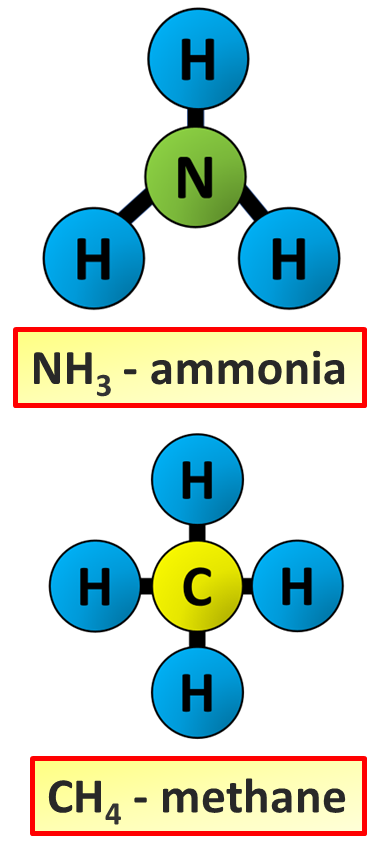 H
N
H H
NH₃ - ammonia
H
H C H
H
CH₄ - methane